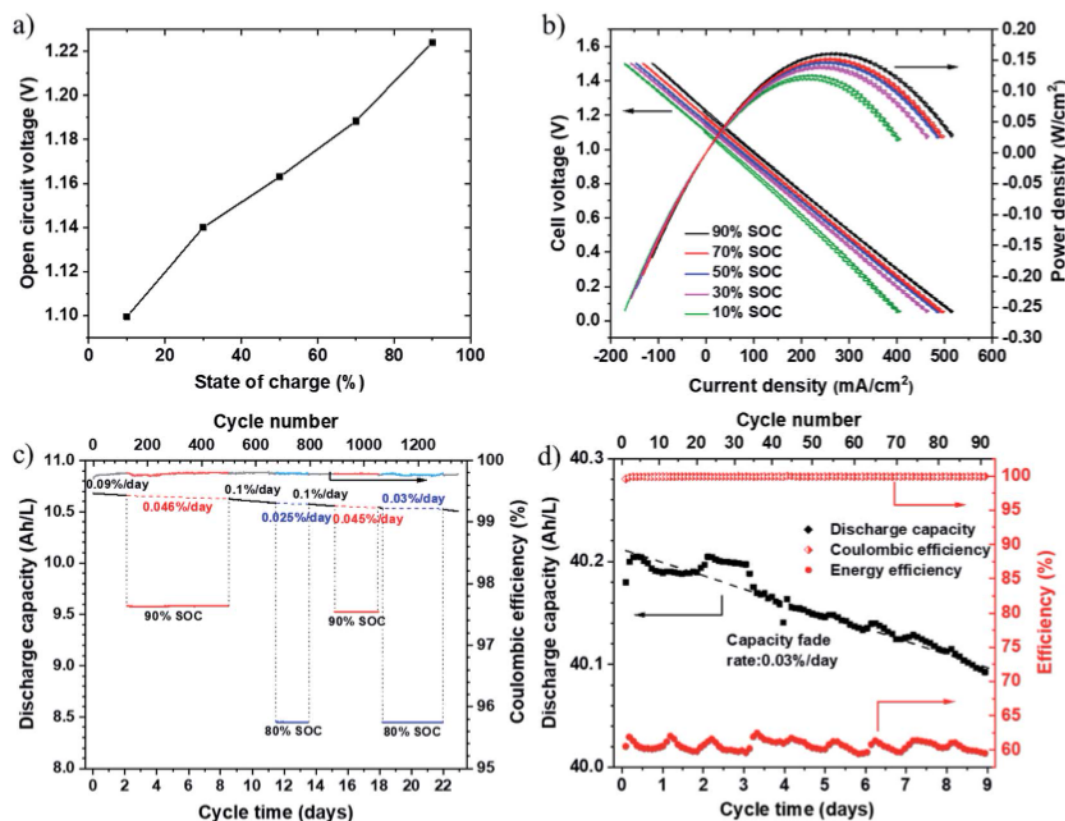 a)
1.22
1.20
1.18
1.16
1.14
1.12
1.10
Open circuit voltage (V)
0 20 40 60 80 100
State of charge (%)
b)
1.6
1.4
1.2
1.0
0.8
0.6
0.4
0.2
0.0
Cell voltage (V)
0.20
0.15
0.10
0.05
0.00
-0.05
-0.10
-0.15
-0.20
-0.25
-0.30
Power density (W/cm2)
90% SOC
70% SOC
50% SOC
30% SOC
10% SOC
-200 -100 0 100 200 300 400 500 600
Current density (mA/cm2)
c)
Cycle number
0 200 400 600 800 1000 1200
11.0
10.5
10.0
9.5
9.0
8.5
8.0
Discharge capacity (Ah/L)
100
99
98
97
96
95
Coulombic efficiency (%)
0.09%/day
0.1%/day
0.1%/day
0.03%/day
0.046%/day
0.025%/day
0.045%/day
90% SOC
90% SOC
80% SOC
80% SOC
0 2 4 6 8 10 12 14 16 18 20 22
Cycle time (days)
d)
Cycle number
0 10 20 30 40 50 60 70 80 90
40.3
40.2
40.1
40.0
Discharge capacity (Ah/L)
100
95
90
85
80
75
70
65
60
Efficiency (%)
Discharge capacity
Coulombic efficiency
Energy efficiency
Capacity fade
rate:0.03%/day
0 1 2 3 4 5 6 7 8 9
Cycle time (days)